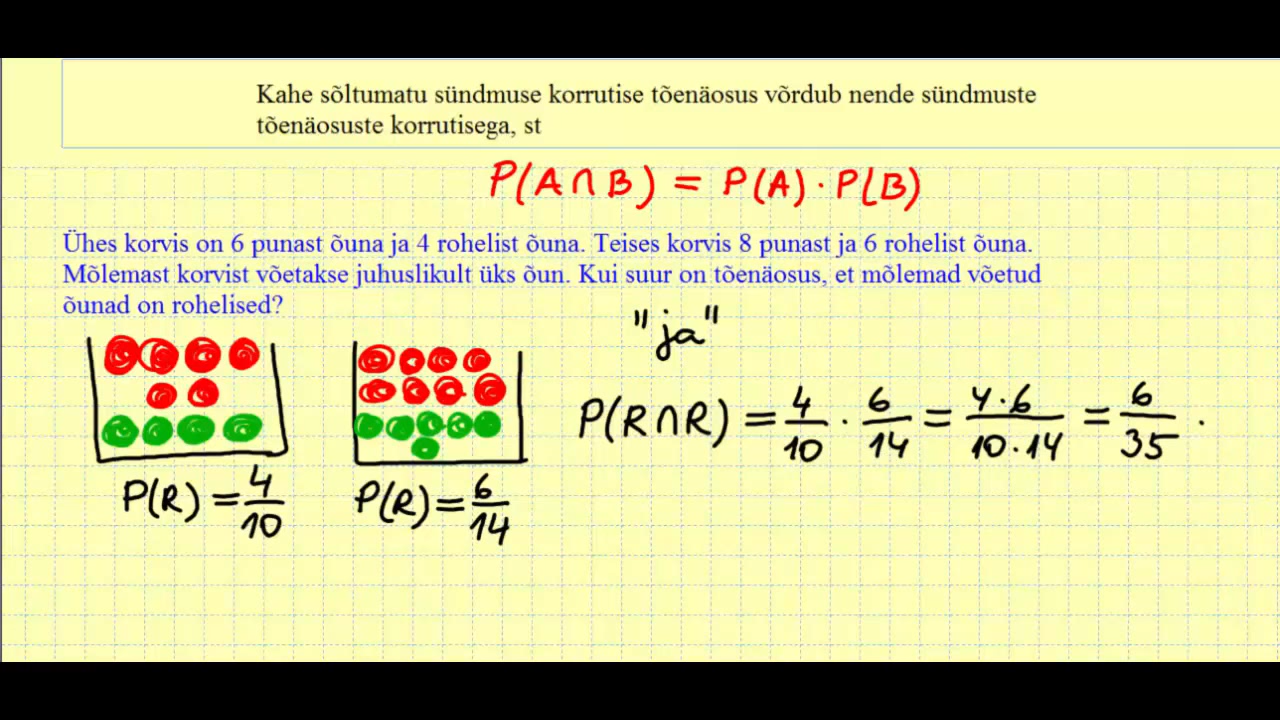 Kahe sõltumatu sündmuse korrutise tõenäosus võrdub nende sündmuste
tõenäosuste korrutisega, st
P(A∩B) = P(A)·P(B)
Ühes korvis on 6 punast õuna ja 4 rohelist õuna. Teises korvis 8 punast ja 6 rohelist õuna.
Mõlemast korvist võetakse juhuslikult üks õun. Kui suur on tõenäosus, et mõlemad võetud
õunad on rohelised?
"ja"
P(R∩R) = 4/10 · 6/14 = 4·6/10·14 = 6/35 .
P(R) = 4/10
P(R) = 6/14